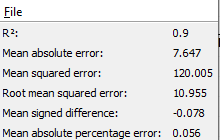 File
R²: 0.9
Mean absolute error: 7.647
Mean squared error: 120.005
Root mean squared error: 10.955
Mean signed difference: -0.078
Mean absolute percentage error: 0.056